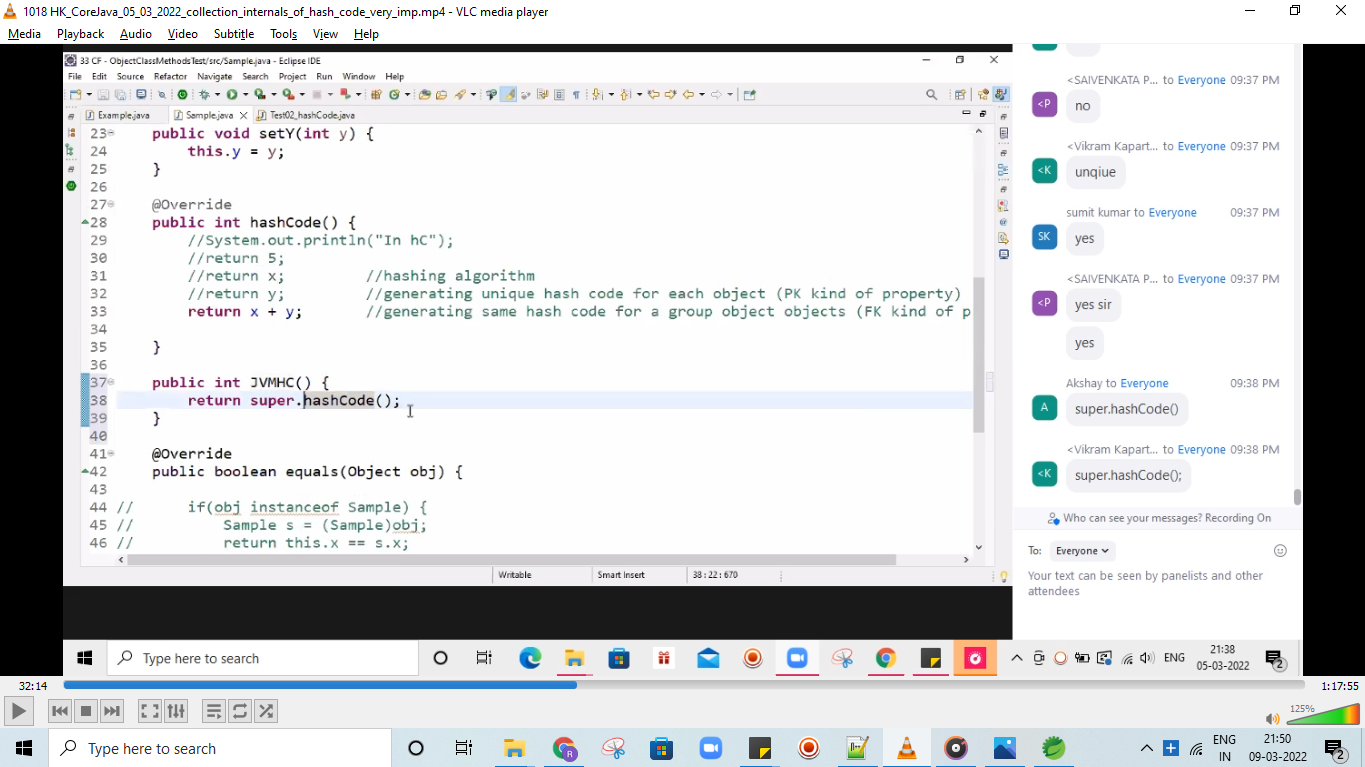 1018 HK_CoreJava_05_03_2022_collection_internals_of_hash_code_very_imp.mp4 - VLC media player
Media Playback Audio Video Subtitle Tools View Help
33 CF - ObjectClassMethodsTest/src/Sample.java - Eclipse IDE
File Edit Source Refactor Navigate Search Project Run Window Help
Example.java Sample.java Test02_hashCode.java
23 public void setY(int y) {
24 this.y = y;
25 }
26
27 @Override
28 public int hashCode() {
29 //System.out.println("In hC");
30 //return 5;
31 //return x; //hashing algorithm
32 //return y; //generating unique hash code for each object (PK kind of property)
33 return x + y; //generating same hash code for a group object objects (FK kind of p
34
35 }
36
37 public int JVMHC() {
38 return super.hashCode();
39 }
40
41 @Override
42 public boolean equals(Object obj) {
43
44 // if(obj instanceof Sample) {
45 // Sample s = (Sample)obj;
46 // return this.x == s.x;
Writable Smart Insert 38 : 22 : 670
<SAIVENKATA P... to Everyone 09:37 PM
<P no
<Vikram Kapart... to Everyone 09:37 PM
<K unqiue
sumit kumar to Everyone 09:37 PM
SK yes
<SAIVENKATA P... to Everyone 09:37 PM
<P yes sir
yes
Akshay to Everyone 09:38 PM
A super.hashCode()
<Vikram Kapart... to Everyone 09:38 PM
<K super.hashCode();
Who can see your messages? Recording On
To: Everyone
Your text can be seen by panelists and other
attendees
Type here to search
ENG
21:38
05-03-2022
2
32:14 1:17:55
125%
Type here to search
R
ENG
IN
21:50
09-03-2022
2